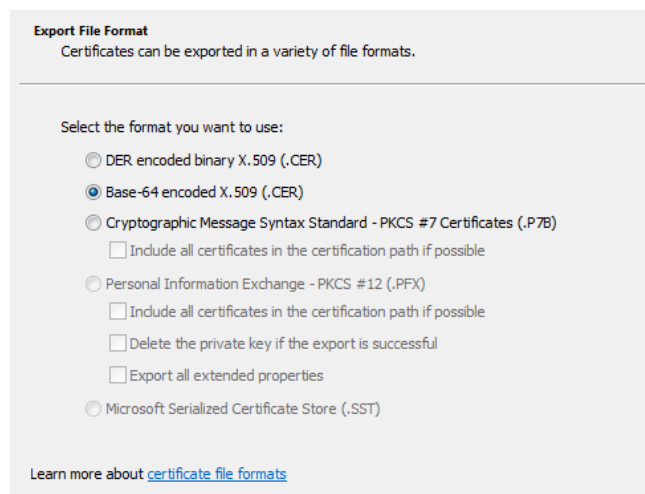 Export File Format
Certificates can be exported in a variety of file formats.
Select the format you want to use:
DER encoded binary X.509 (.CER)
Base-64 encoded X.509 (.CER)
Cryptographic Message Syntax Standard - PKCS #7 Certificates (.P7B)
Include all certificates in the certification path if possible
Personal Information Exchange - PKCS #12 (.PFX)
Include all certificates in the certification path if possible
Delete the private key if the export is successful
Export all extended properties
Microsoft Serialized Certificate Store (.SST)
Learn more about certificate file formats